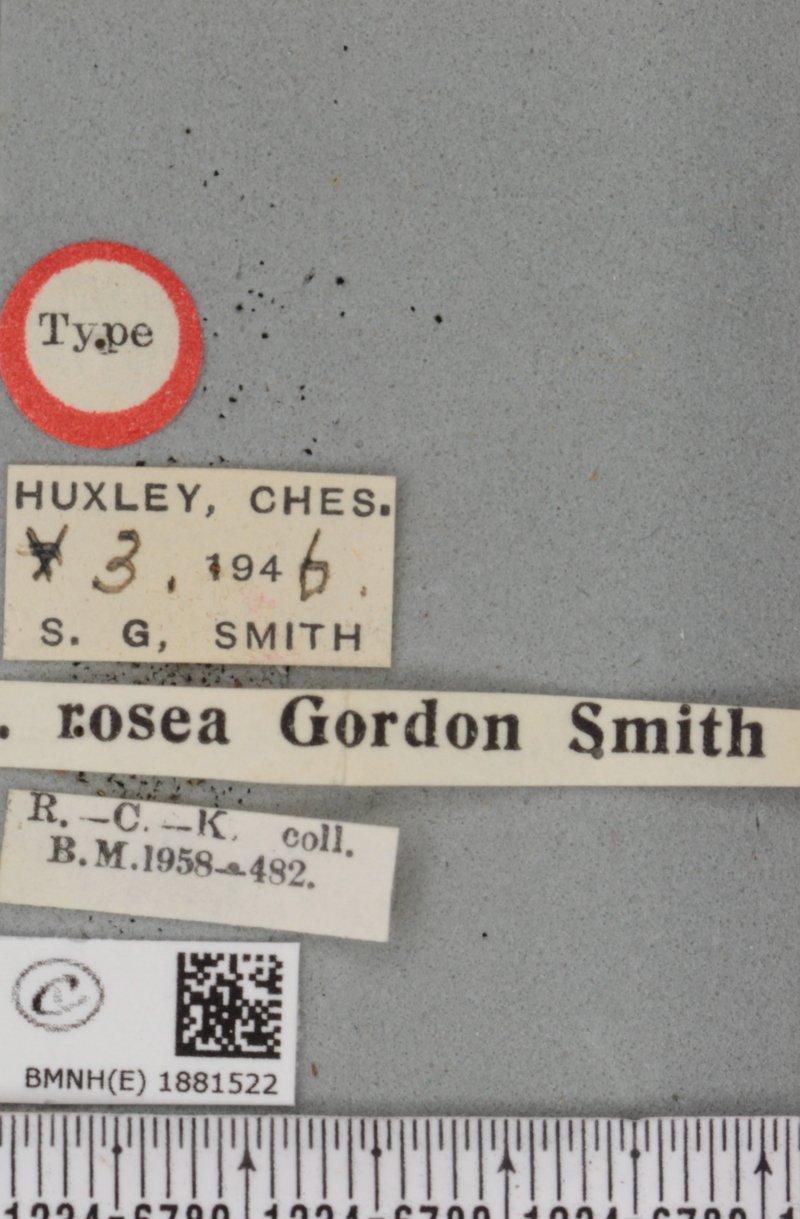 Type
HUXLEY, CHES.
3. 1946.
S. G, SMITH
. rosea Gordon Smith
R.–C.–K. coll.
B.M.1958–482.
C
BMNH(E) 1881522